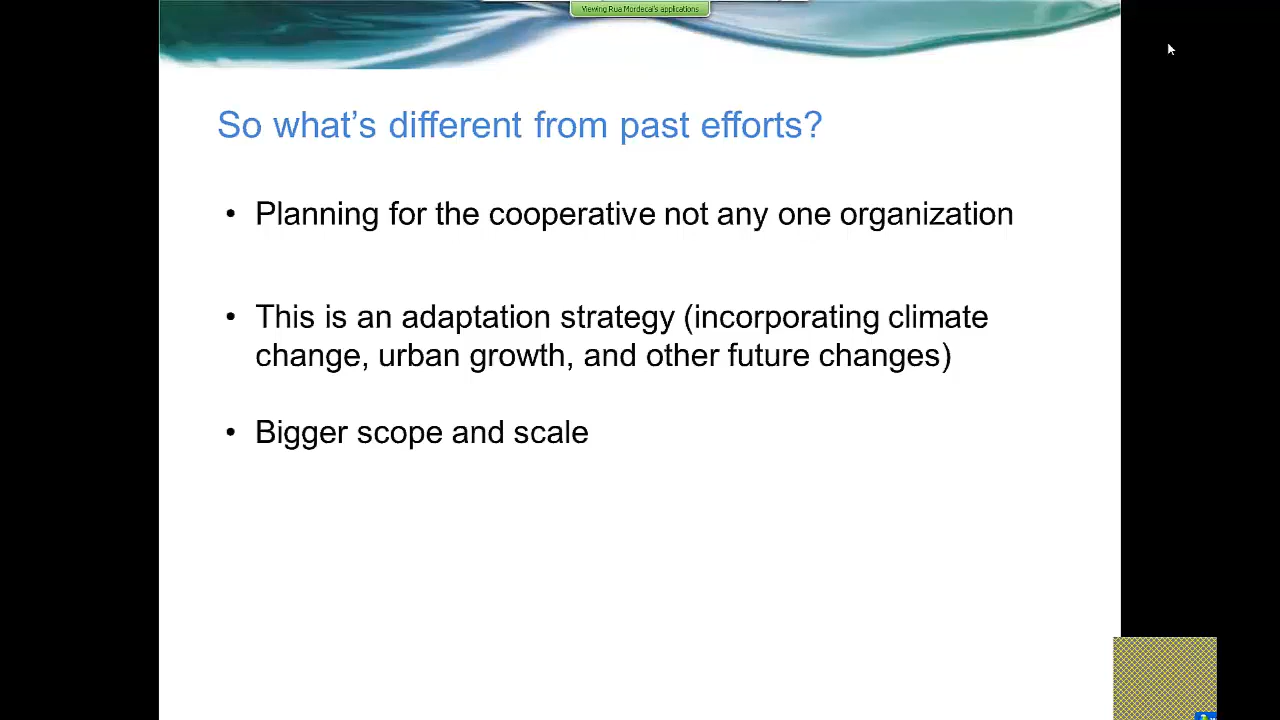 Viewing Rua Mordecai's applications
So what's different from past efforts?
• Planning for the cooperative not any one organization
• This is an adaptation strategy (incorporating climate
change, urban growth, and other future changes)
• Bigger scope and scale